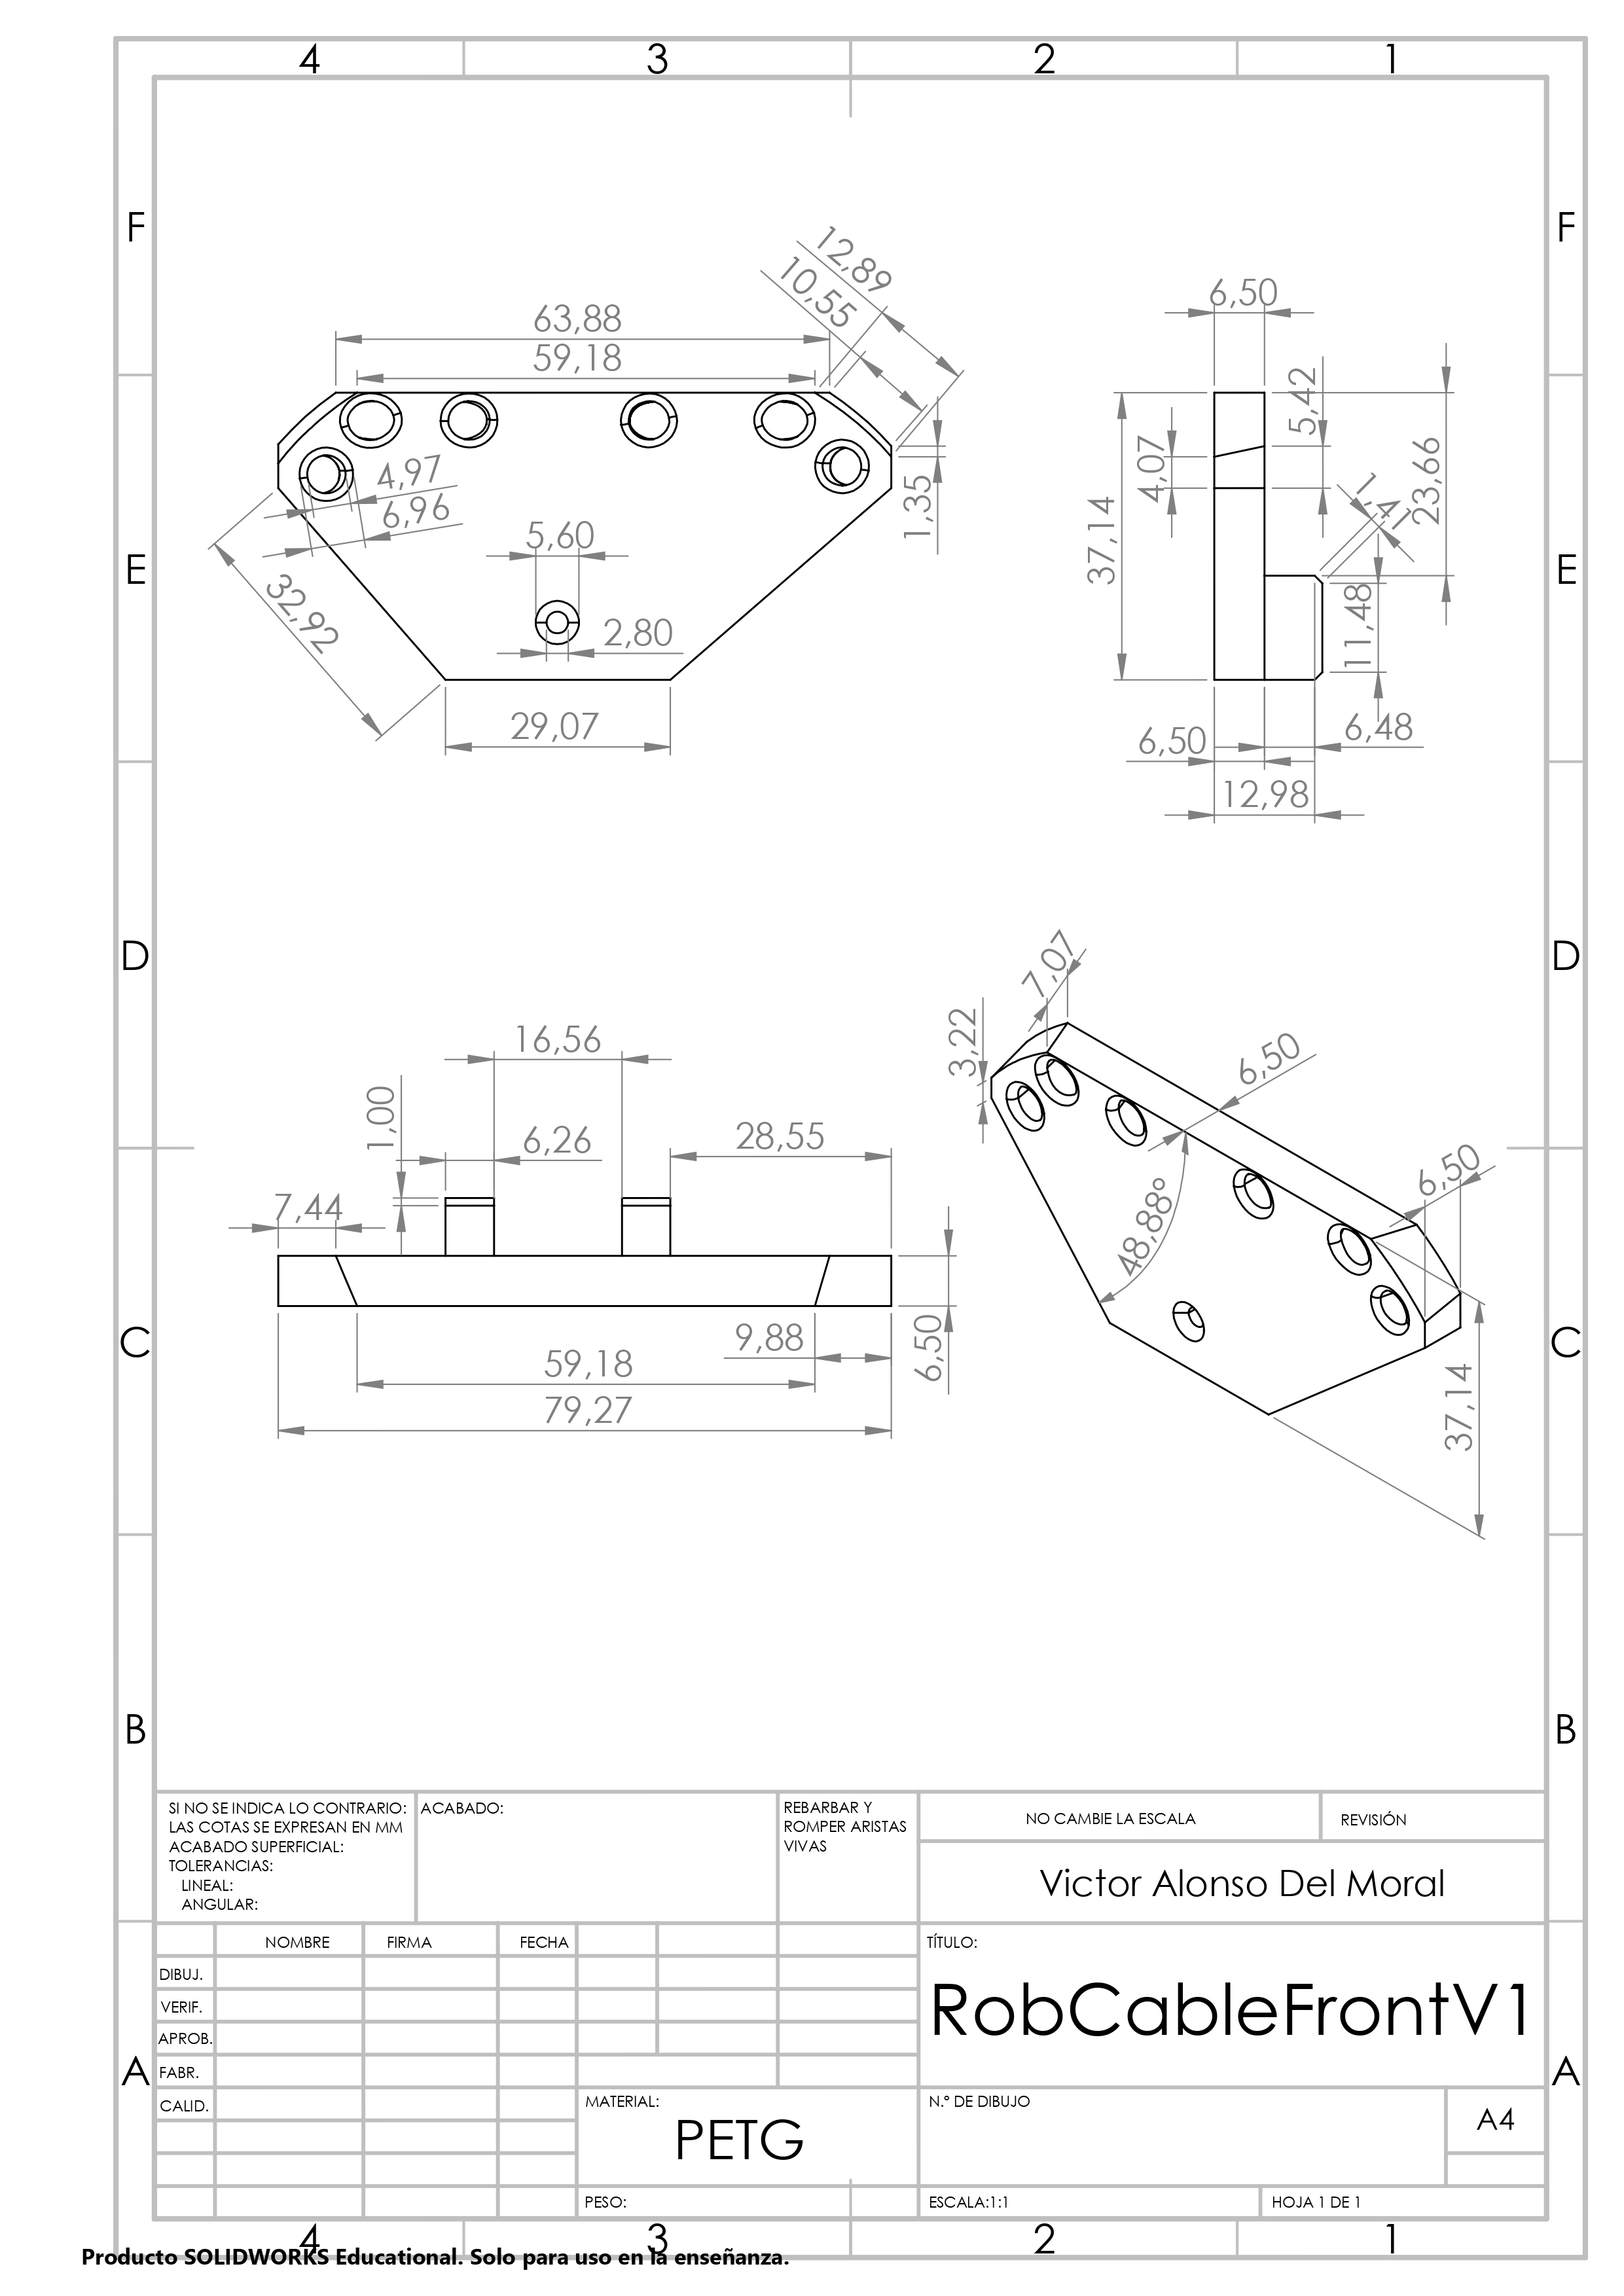 4 3 2 1
F F
12,89
10,55
63,88
59,18
6,50
5,42
4,07
23,66
1,41
37,14
11,48
4,97
6,96
1,35
5,60
2,80
32,92
E E
29,07
6,50
6,48
12,98
D D
7,07
3,22
6,50
16,56
1,00
6,26
28,55
7,44
6,50
48,88°
9,88
6,50
59,18
79,27
37,14
C C
B B
SI NO SE INDICA LO CONTRARIO:
LAS COTAS SE EXPRESAN EN MM
ACABADO SUPERFICIAL:
TOLERANCIAS:
LINEAL:
ANGULAR:
ACABADO:
REBARBAR Y
ROMPER ARISTAS
VIVAS
NO CAMBIE LA ESCALA
REVISIÓN
Victor Alonso Del Moral
NOMBRE FIRMA FECHA
DIBUJ.
VERIF.
APROB.
FABR.
CALID.
TÍTULO:
RobCableFrontV1
A A
MATERIAL:
PETG
N.º DE DIBUJO
A4
PESO:
ESCALA:1:1
HOJA 1 DE 1
4 3 2 1
Producto SOLIDWORKS Educational. Solo para uso en la enseñanza.